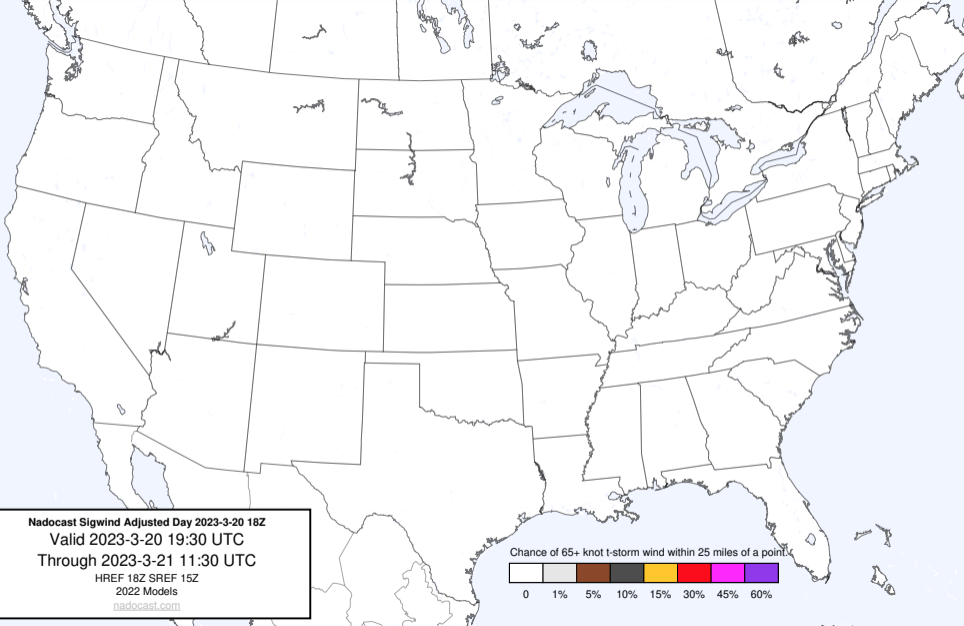 Nadocast Sigwind Adjusted Day 2023-3-20 18Z
Valid 2023-3-20 19:30 UTC
Through 2023-3-21 11:30 UTC
HREF 18Z SREF 15Z
2022 Models
nadocast.com
Chance of 65+ knot t-storm wind within 25 miles of a point.
0 1% 5% 10% 15% 30% 45% 60%